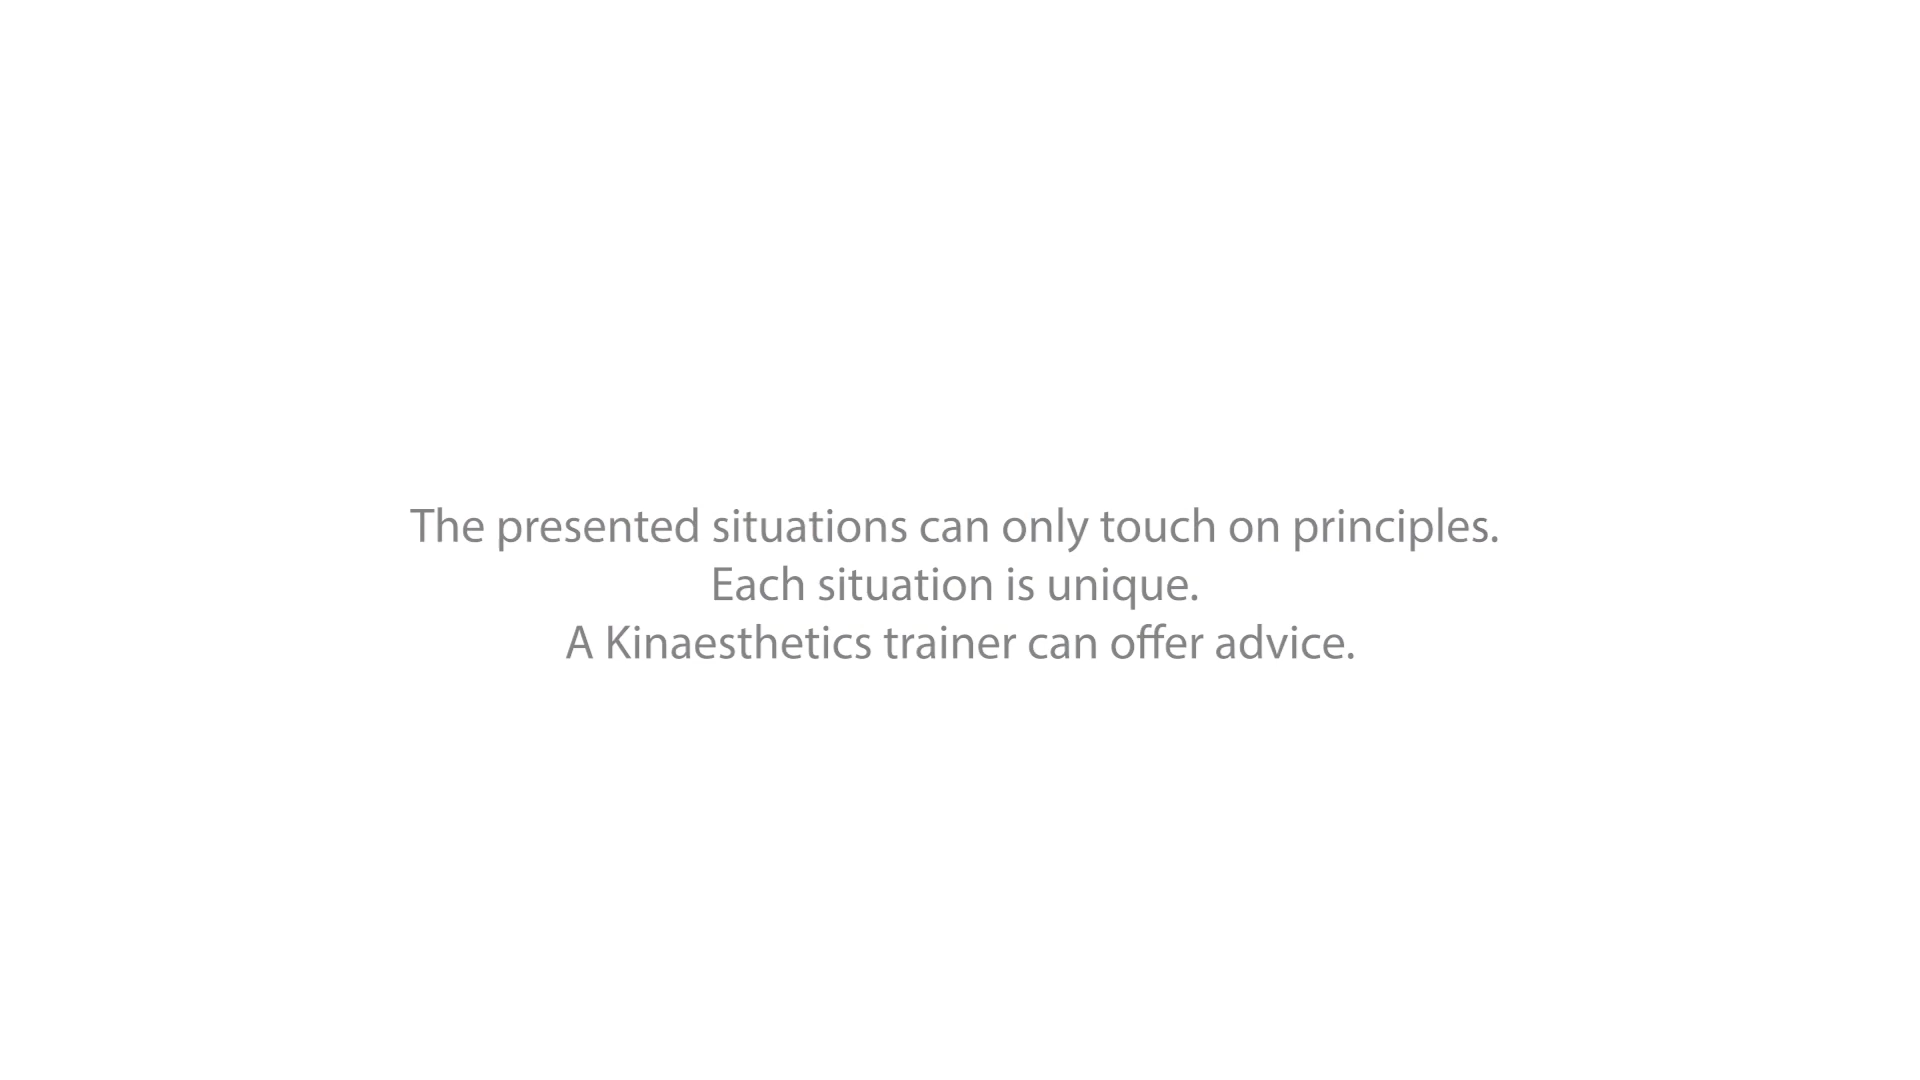 The presented situations can only touch on principles.
Each situation is unique.
A Kinaesthetics trainer can offer advice.